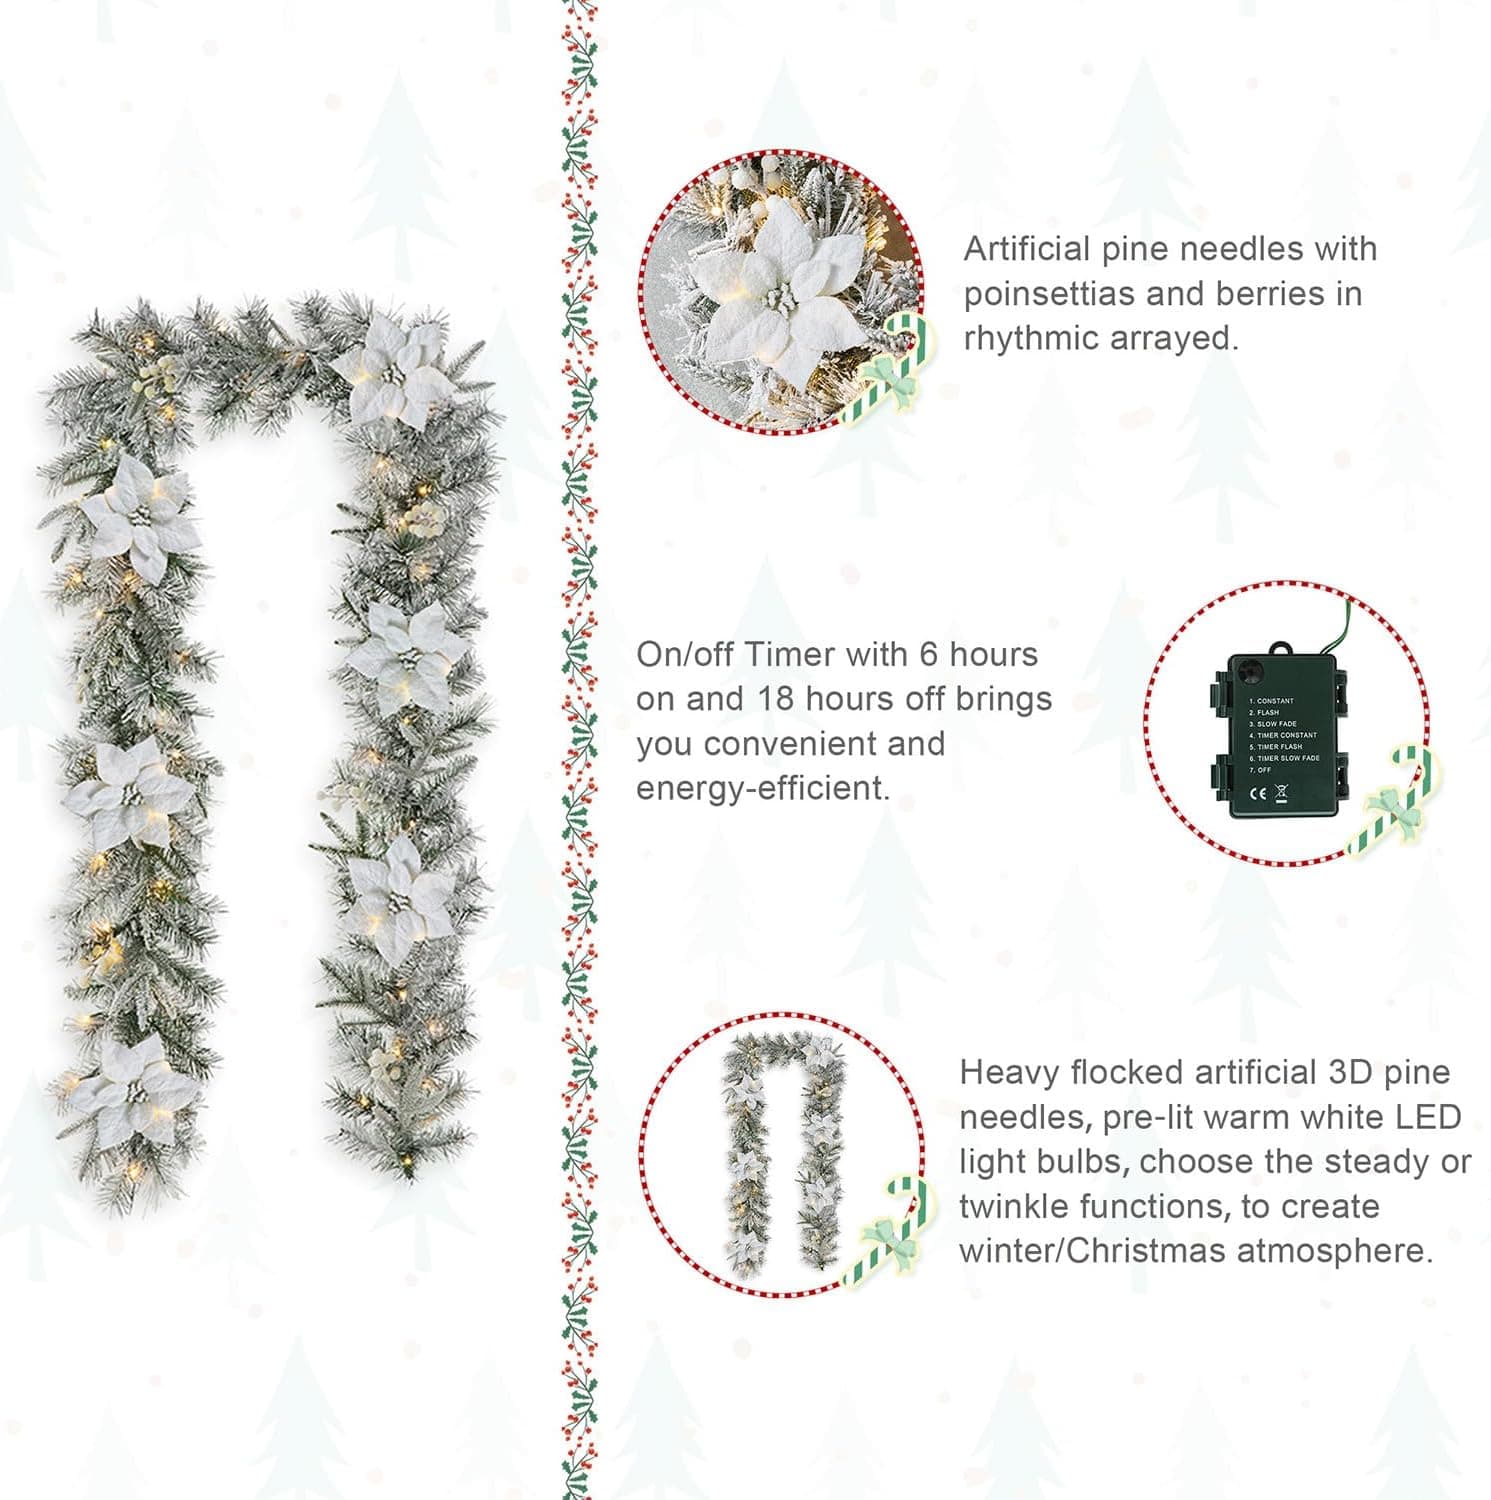 Artificial pine needles with
poinsettias and berries in
rhythmic arrayed.
On/off Timer with 6 hours
on and 18 hours off brings
you convenient and
energy-efficient.
1. CONSTANT
2. FLASH
3. SLOW FADE
4. TIMER CONSTANT
5. TIMER FLASH
6. TIMER SLOW FADE
7. OFF
CE
Heavy flocked artificial 3D pine
needles, pre-lit warm white LED
light bulbs, choose the steady or
twinkle functions, to create
winter/Christmas atmosphere.